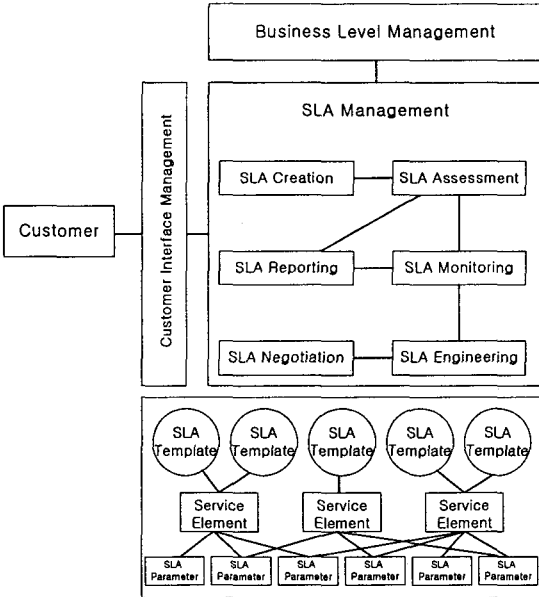 Business Level Management
SLA Management
Customer Interface Management
Customer
SLA Creation
SLA Assessment
SLA Reporting
SLA Monitoring
SLA Negotiation
SLA Engineering
SLA
Template
SLA
Template
SLA
Template
SLA
Template
SLA
Template
Service
Element
Service
Element
Service
Element
SLA
Parameter
SLA
Parameter
SLA
Parameter
SLA
Parameter
SLA
Parameter
SLA
Parameter